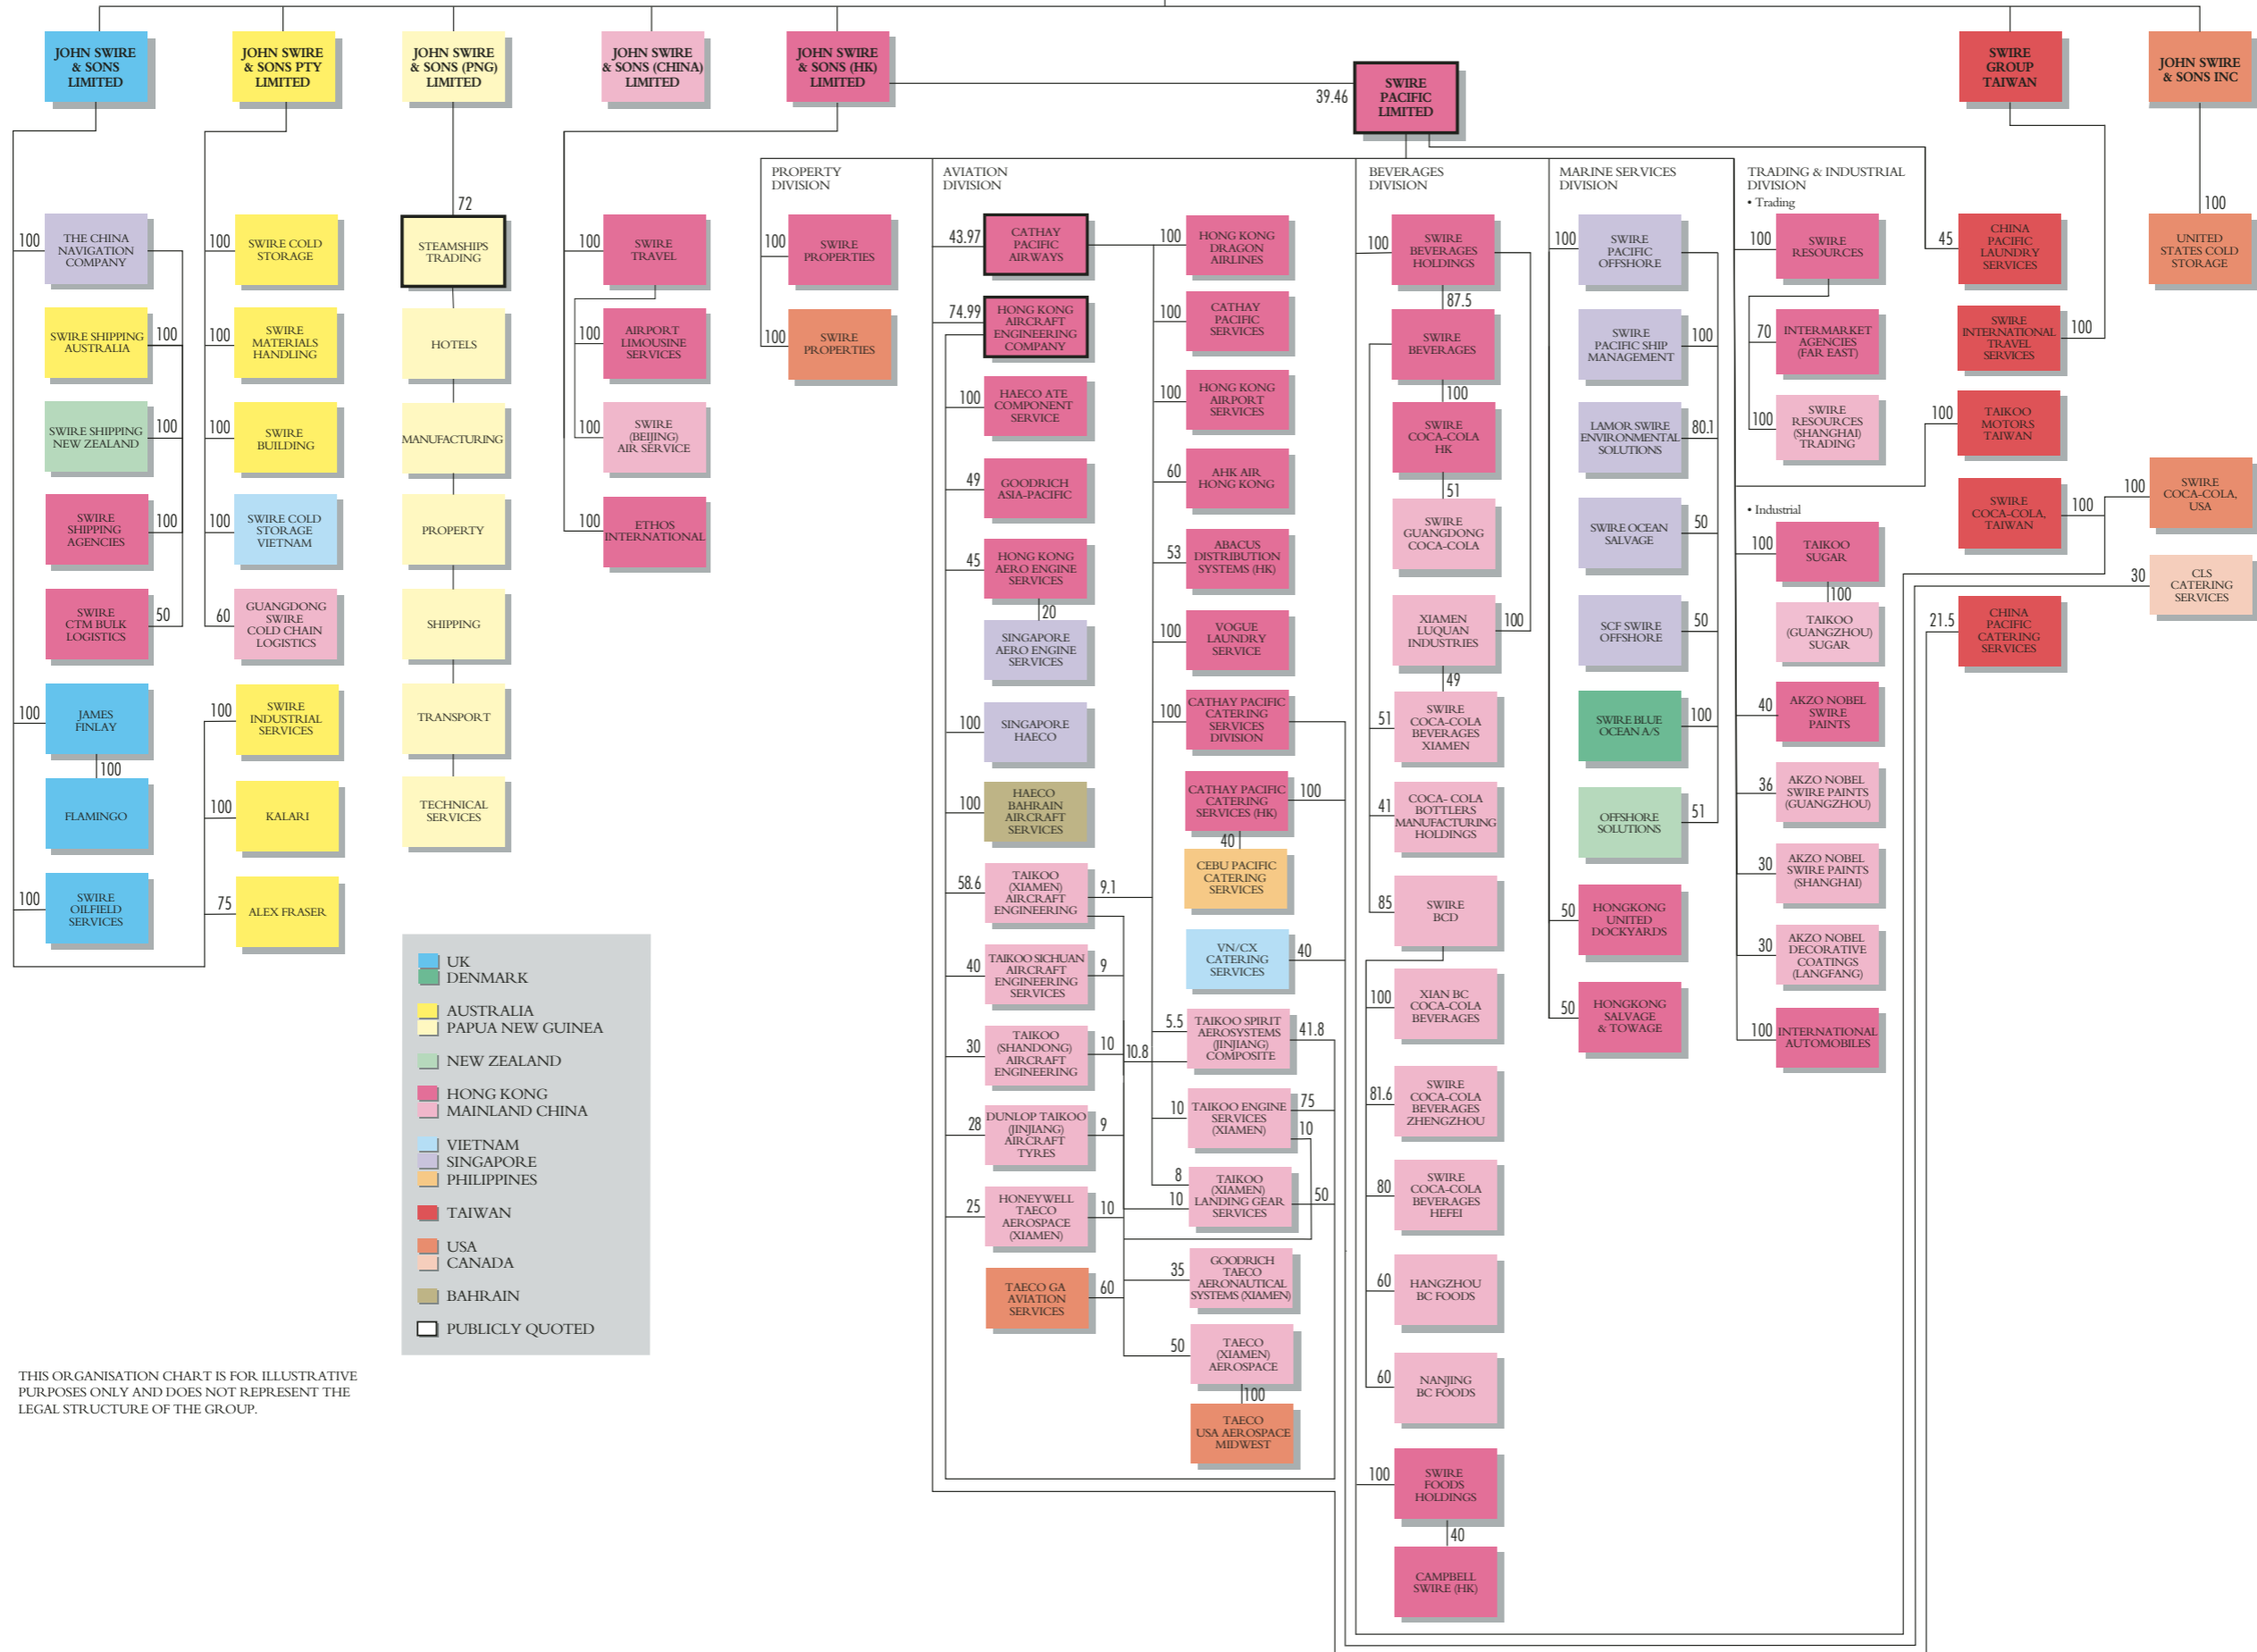 JOHN SWIRE
& SONS
LIMITED
JOHN SWIRE
& SONS PTY
LIMITED
JOHN SWIRE
& SONS (PNG)
LIMITED
JOHN SWIRE
& SONS (CHINA)
LIMITED
JOHN SWIRE
& SONS (HK)
LIMITED
39.46
SWIRE
PACIFIC
LIMITED
SWIRE
GROUP
TAIWAN
JOHN SWIRE
& SONS INC
100
THE CHINA
NAVIGATION
COMPANY
SWIRE SHIPPING
AUSTRALIA
100
SWIRE SHIPPING
NEW ZEALAND
100
SWIRE
SHIPPING
AGENCIES
100
SWIRE
CTM BULK
LOGISTICS
50
100
JAMES
FINLAY
100
FLAMINGO
100
SWIRE
OILFIELD
SERVICES
100
SWIRE COLD
STORAGE
100
SWIRE
MATERIALS
HANDLING
100
SWIRE
BUILDING
100
SWIRE COLD
STORAGE
VIETNAM
60
GUANGDONG
SWIRE
COLD CHAIN
LOGISTICS
100
SWIRE
INDUSTRIAL
SERVICES
100
KALARI
75
ALEX FRASER
72
STEAMSHIPS
TRADING
HOTELS
MANUFACTURING
PROPERTY
SHIPPING
TRANSPORT
TECHNICAL
SERVICES
100
SWIRE
TRAVEL
100
AIRPORT
LIMOUSINE
SERVICES
100
SWIRE
(BEIJING)
AIR SERVICE
100
ETHOS
INTERNATIONAL
PROPERTY
DIVISION
100
SWIRE
PROPERTIES
100
SWIRE
PROPERTIES
AVIATION
DIVISION
43.97
CATHAY
PACIFIC
AIRWAYS
74.99
HONG KONG
AIRCRAFT
ENGINEERING
COMPANY
100
HAECO ATE
COMPONENT
SERVICE
49
GOODRICH
ASIA-PACIFIC
45
HONG KONG
AERO ENGINE
SERVICES
20
SINGAPORE
AERO ENGINE
SERVICES
100
SINGAPORE
HAECO
100
HAECO
BAHRAIN
AIRCRAFT
SERVICES
58.6
TAIKOO
(XIAMEN)
AIRCRAFT
ENGINEERING
9.1
40
TAIKOO SICHUAN
AIRCRAFT
ENGINEERING
SERVICES
9
30
TAIKOO
(SHANDONG)
AIRCRAFT
ENGINEERING
10
10.8
28
DUNLOP TAIKOO
(JINJIANG)
AIRCRAFT
TYRES
9
25
HONEYWELL
TAECO
AEROSPACE
(XIAMEN)
10
TAECO GA
AVIATION
SERVICES
60
100
HONG KONG
DRAGON
AIRLINES
100
CATHAY
PACIFIC
SERVICES
100
HONG KONG
AIRPORT
SERVICES
60
AHK AIR
HONG KONG
53
ABACUS
DISTRIBUTION
SYSTEMS (HK)
100
VOGUE
LAUNDRY
SERVICE
100
CATHAY PACIFIC
CATERING
SERVICES
DIVISION
CATHAY PACIFIC
CATERING
SERVICES (HK)
100
40
CEBU PACIFIC
CATERING
SERVICES
VN/CX
CATERING
SERVICES
40
5.5
TAIKOO SPIRIT
AEROSYSTEMS
(JINJIANG)
COMPOSITE
41.8
10
TAIKOO ENGINE
SERVICES
(XIAMEN)
75
10
8
10
TAIKOO
(XIAMEN)
LANDING GEAR
SERVICES
50
35
GOODRICH
TAECO
AERONAUTICAL
SYSTEMS (XIAMEN)
50
TAECO
(XIAMEN)
AEROSPACE
100
TAECO
USA AEROSPACE
MIDWEST
BEVERAGES
DIVISION
100
SWIRE
BEVERAGES
HOLDINGS
87.5
SWIRE
BEVERAGES
100
SWIRE
COCA-COLA
HK
51
SWIRE
GUANGDONG
COCA-COLA
XIAMEN
LUQUAN
INDUSTRIES
100
49
51
SWIRE
COCA-COLA
BEVERAGES
XIAMEN
41
COCA- COLA
BOTTLERS
MANUFACTURING
HOLDINGS
85
SWIRE
BCD
100
XIAN BC
COCA-COLA
BEVERAGES
81.6
SWIRE
COCA-COLA
BEVERAGES
ZHENGZHOU
80
SWIRE
COCA-COLA
BEVERAGES
HEFEI
60
HANGZHOU
BC FOODS
60
NANJING
BC FOODS
100
SWIRE
FOODS
HOLDINGS
40
CAMPBELL
SWIRE (HK)
MARINE SERVICES
DIVISION
100
SWIRE
PACIFIC
OFFSHORE
SWIRE
PACIFIC SHIP
MANAGEMENT
100
LAMOR SWIRE
ENVIRONMENTAL
SOLUTIONS
80.1
SWIRE OCEAN
SALVAGE
50
SCF SWIRE
OFFSHORE
50
SWIRE BLUE
OCEAN A/S
100
OFFSHORE
SOLUTIONS
51
50
HONGKONG
UNITED
DOCKYARDS
50
HONGKONG
SALVAGE
& TOWAGE
TRADING & INDUSTRIAL
DIVISION
• Trading
100
SWIRE
RESOURCES
70
INTERMARKET
AGENCIES
(FAR EAST)
100
SWIRE
RESOURCES
(SHANGHAI)
TRADING
• Industrial
100
TAIKOO
SUGAR
100
TAIKOO
(GUANGZHOU)
SUGAR
40
AKZO NOBEL
SWIRE
PAINTS
36
AKZO NOBEL
SWIRE PAINTS
(GUANGZHOU)
30
AKZO NOBEL
SWIRE PAINTS
(SHANGHAI)
30
AKZO NOBEL
DECORATIVE
COATINGS
(LANGFANG)
100
INTERNATIONAL
AUTOMOBILES
45
CHINA
PACIFIC
LAUNDRY
SERVICES
SWIRE
INTERNATIONAL
TRAVEL
SERVICES
100
100
TAIKOO
MOTORS
TAIWAN
SWIRE
COCA-COLA,
TAIWAN
100
21.5
CHINA
PACIFIC
CATERING
SERVICES
100
UNITED
STATES COLD
STORAGE
100
SWIRE
COCA-COLA,
USA
30
CLS
CATERING
SERVICES
UK
DENMARK
AUSTRALIA
PAPUA NEW GUINEA
NEW ZEALAND
HONG KONG
MAINLAND CHINA
VIETNAM
SINGAPORE
PHILIPPINES
TAIWAN
USA
CANADA
BAHRAIN
PUBLICLY QUOTED
THIS ORGANISATION CHART IS FOR ILLUSTRATIVE
PURPOSES ONLY AND DOES NOT REPRESENT THE
LEGAL STRUCTURE OF THE GROUP.